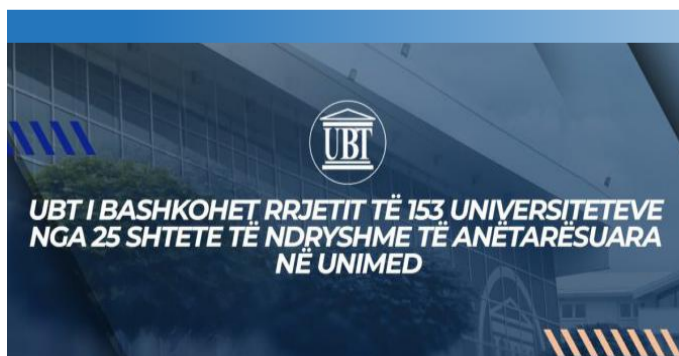 UBT
UBT I BASHKOHET RRJETIT TË 153 UNIVERSITETEVE
NGA 25 SHTETE TË NDRYSHME TË ANËTARËSUARA
NË UNIMED